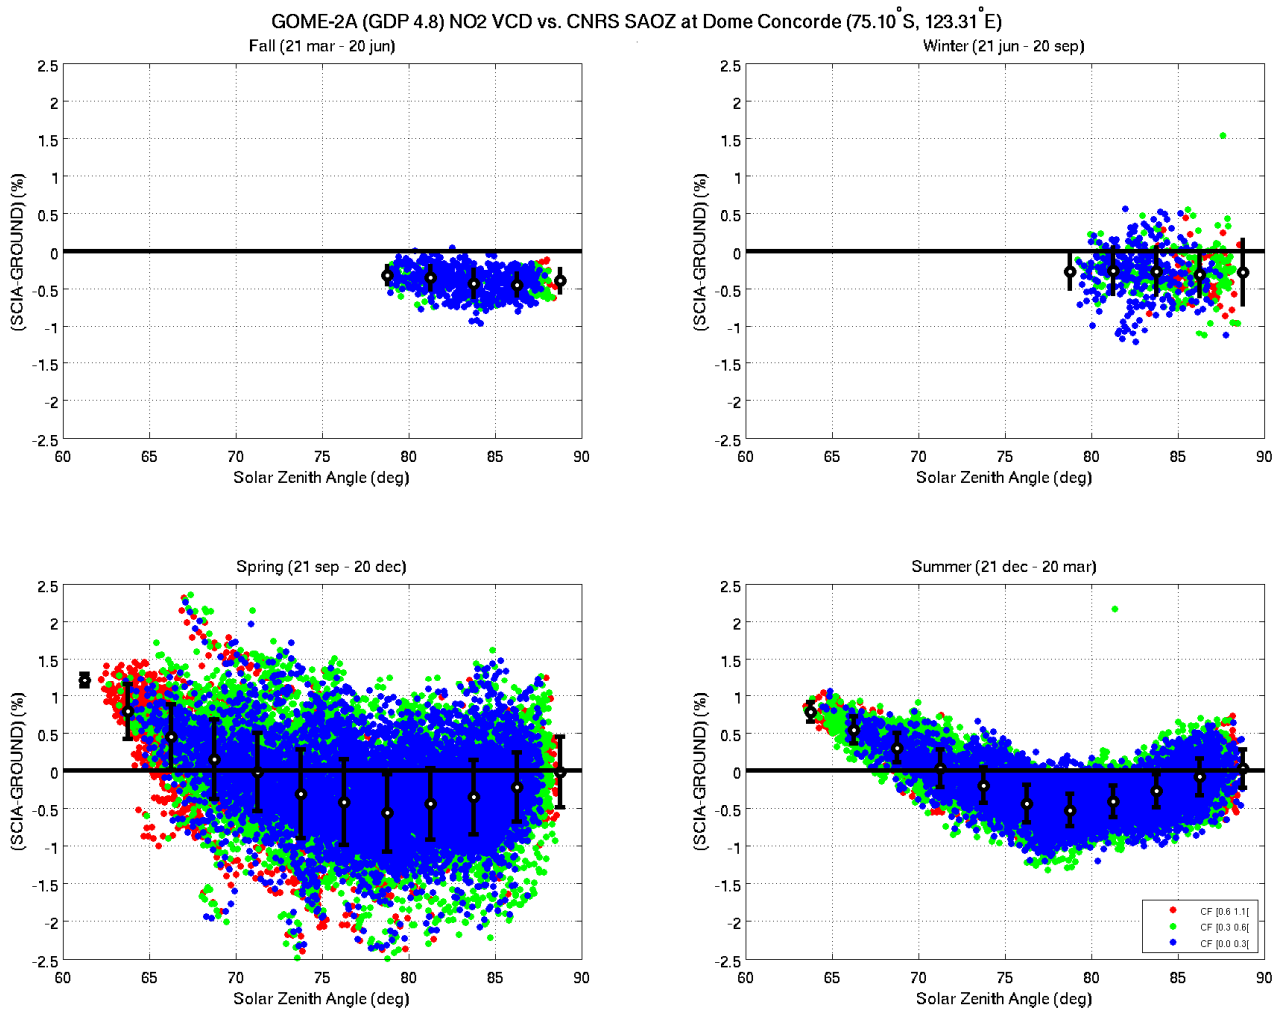 GOME-2A (GDP 4.8) NO2 VCD vs. CNRS SAOZ at Dome Concorde (75.10°S, 123.31°E)
Fall (21 mar - 20 jun)
2.5
2
1.5
1
0.5
0
-0.5
-1
-1.5
-2
-2.5
60 65 70 75 80 85 90
Solar Zenith Angle (deg)
(SCIA-GROUND) (%)
Winter (21 jun - 20 sep)
2.5
2
1.5
1
0.5
0
-0.5
-1
-1.5
-2
-2.5
60 65 70 75 80 85 90
Solar Zenith Angle (deg)
(SCIA-GROUND) (%)
Spring (21 sep - 20 dec)
2.5
2
1.5
1
0.5
0
-0.5
-1
-1.5
-2
-2.5
60 65 70 75 80 85 90
Solar Zenith Angle (deg)
(SCIA-GROUND) (%)
Summer (21 dec - 20 mar)
2.5
2
1.5
1
0.5
0
-0.5
-1
-1.5
-2
-2.5
60 65 70 75 80 85 90
Solar Zenith Angle (deg)
(SCIA-GROUND) (%)
CF [0.6 1.1[
CF [0.3 0.6[
CF [0.0 0.3[